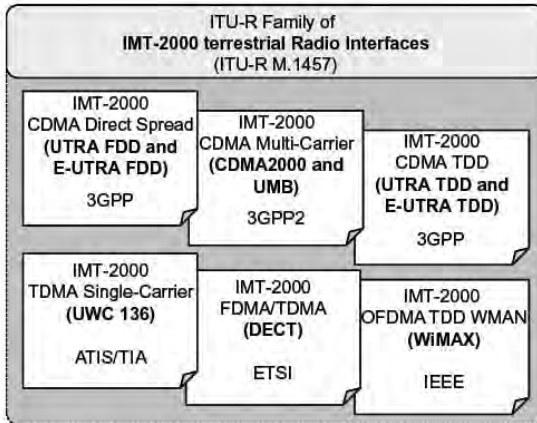 ITU-R Family of
IMT-2000 terrestrial Radio Interfaces
(ITU-R M.1457)
IMT-2000
CDMA Direct Spread
(UTRA FDD and
E-UTRA FDD)
3GPP
IMT-2000
CDMA Multi-Carrier
(CDMA2000 and
UMB)
3GPP2
IMT-2000
CDMA TDD
(UTRA TDD and
E-UTRA TDD)
3GPP
IMT-2000
TDMA Single-Carrier
(UWC 136)
ATIS/TIA
IMT-2000
FDMA/TDMA
(DECT)
ETSI
IMT-2000
OFDMA TDD WMAN
(WiMAX)
IEEE